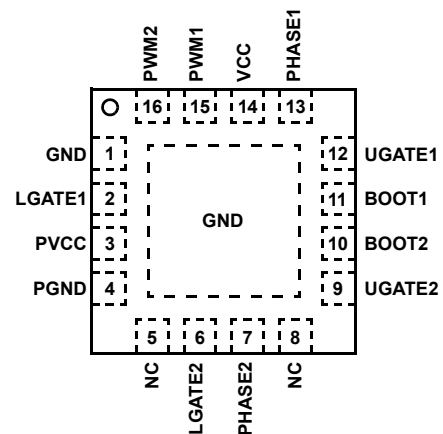 PWM2
PWM1
VCC
PHASE1
16
15
14
13
GND
1
12
UGATE1
LGATE1
2
11
BOOT1
GND
PVCC
3
10
BOOT2
PGND
4
9
UGATE2
5
6
7
8
NC
LGATE2
PHASE2
NC